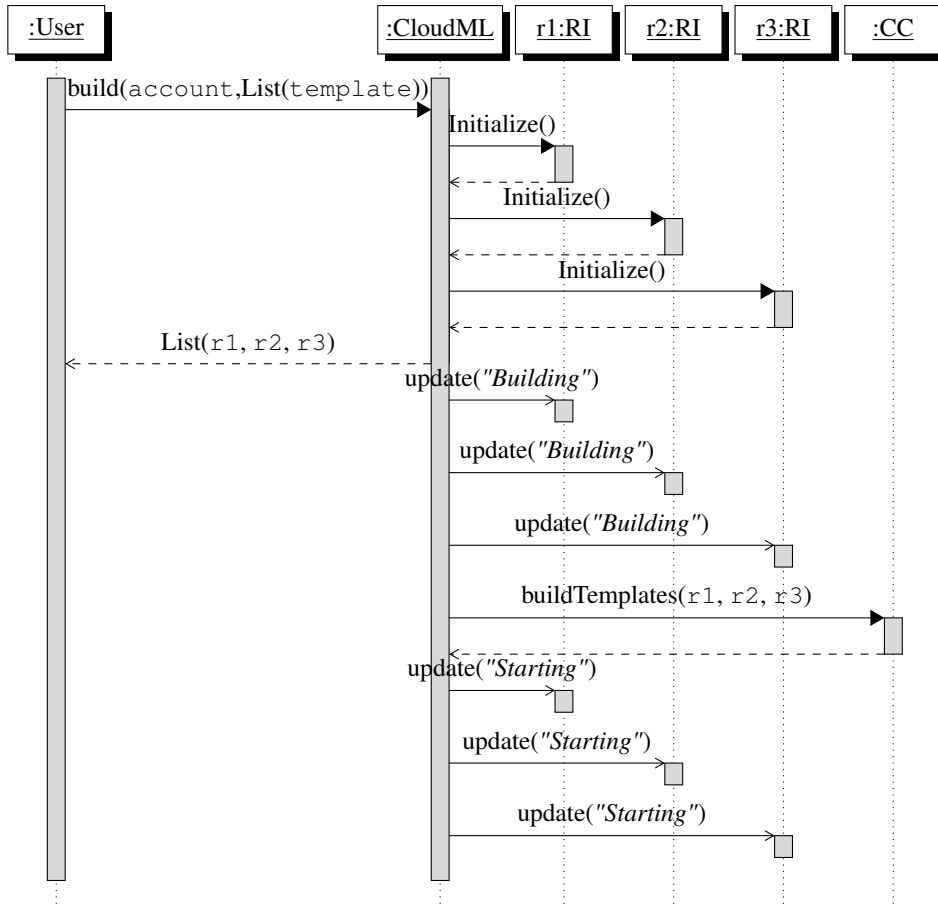 :User
:CloudML
r1:RI
r2:RI
r3:RI
:CC
build(account,List(template))
Initialize()
Initialize()
Initialize()
List(r1, r2, r3)
update("Building")
update("Building")
update("Building")
buildTemplates(r1, r2, r3)
update("Starting")
update("Starting")
update("Starting")